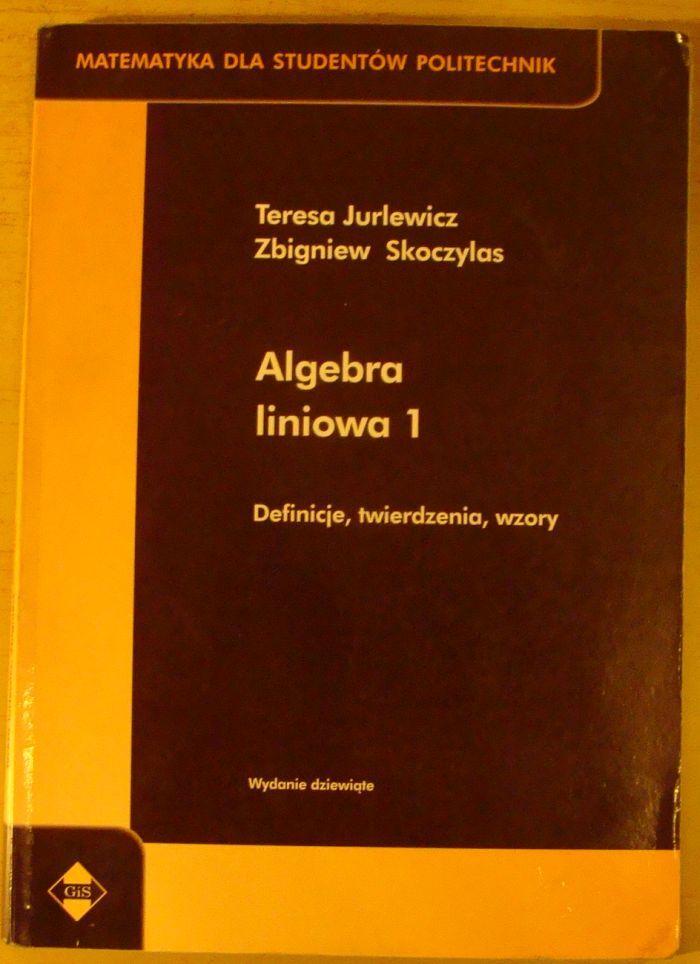 MATEMATYKA DLA STUDENTÓW POLITECHNIK
Teresa Jurlewicz
Zbigniew Skoczylas
Algebra
liniowa 1
Definicje, twierdzenia, wzory
Wydanie dziewiąte
GiS